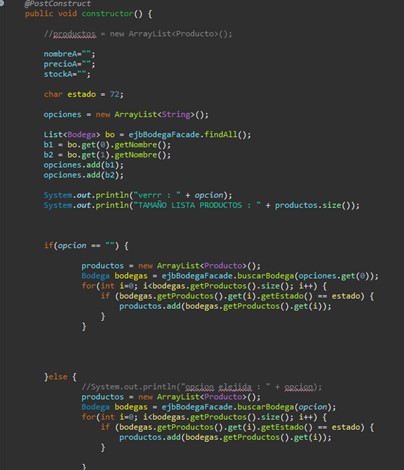 @PostConstruct
public void constructor() {
//productos = new ArrayList<Producto>();
nombreA="";
precioA="";
stockA="";
char estado = 72;
opciones = new ArrayList<String>();
List<Bodega> bo = ejbBodegaFacade.findAll();
b1 = bo.get(0).getNombre();
b2 = bo.get(1).getNombre();
opciones.add(b1);
opciones.add(b2);
System.out.println("verrr : " + opcion);
System.out.println("TAMAÑO LISTA PRODUCTOS : " + productos.size());
if(opcion == "") {
productos = new ArrayList<Producto>();
Bodega bodegas = ejbBodegaFacade.buscarBodega(opciones.get(0));
for(int i=0; i<bodegas.getProductos().size(); i++) {
if (bodegas.getProductos().get(i).getEstado() == estado) {
productos.add(bodegas.getProductos().get(i));
}
}
}else {
//System.out.println("opcion elejida : " + opcion);
productos = new ArrayList<Producto>();
Bodega bodegas = ejbBodegaFacade.buscarBodega(opcion);
for(int i=0; i<bodegas.getProductos().size(); i++) {
if (bodegas.getProductos().get(i).getEstado() == estado) {
productos.add(bodegas.getProductos().get(i));
}
}